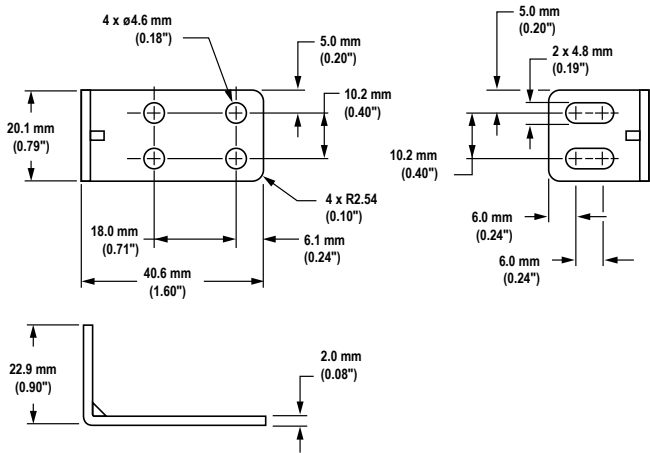 4 x ø4.6 mm
(0.18")
5.0 mm
(0.20")
10.2 mm
(0.40")
20.1 mm
(0.79")
4 x R2.54
(0.10")
18.0 mm
(0.71")
6.1 mm
(0.24")
40.6 mm
(1.60")
5.0 mm
(0.20")
2 x 4.8 mm
(0.19")
10.2 mm
(0.40")
6.0 mm
(0.24")
6.0 mm
(0.24")
22.9 mm
(0.90")
2.0 mm
(0.08")